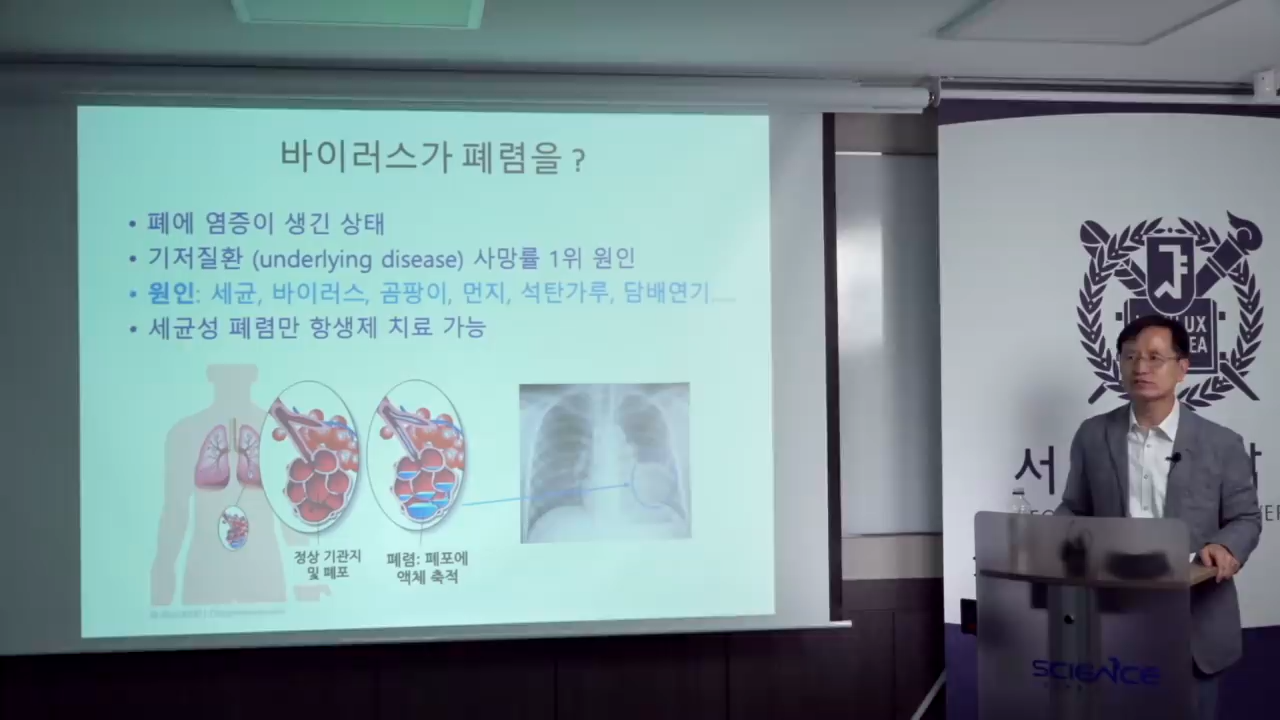 바이러스가 폐렴을 ?
• 폐에 염증이 생긴 상태
• 기저질환 (underlying disease) 사망률 1위 원인
• 원인: 세균, 바이러스, 곰팡이, 먼지, 석탄가루, 담배연기....
• 세균성 폐렴만 항생제 치료 가능
정상 기관지
및 폐포
폐렴: 폐포에
액체 축적
LUX
EA
서
SCIENCE